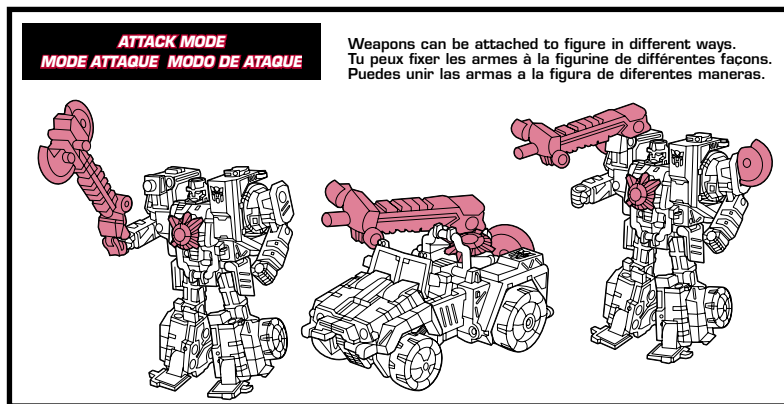 ATTACK MODE
MODE ATTAQUE MODO DE ATAQUE
Weapons can be attached to figure in different ways.
Tu peux fixer les armes à la figurine de différentes façons.
Puedes unir las armas a la figura de diferentes maneras.